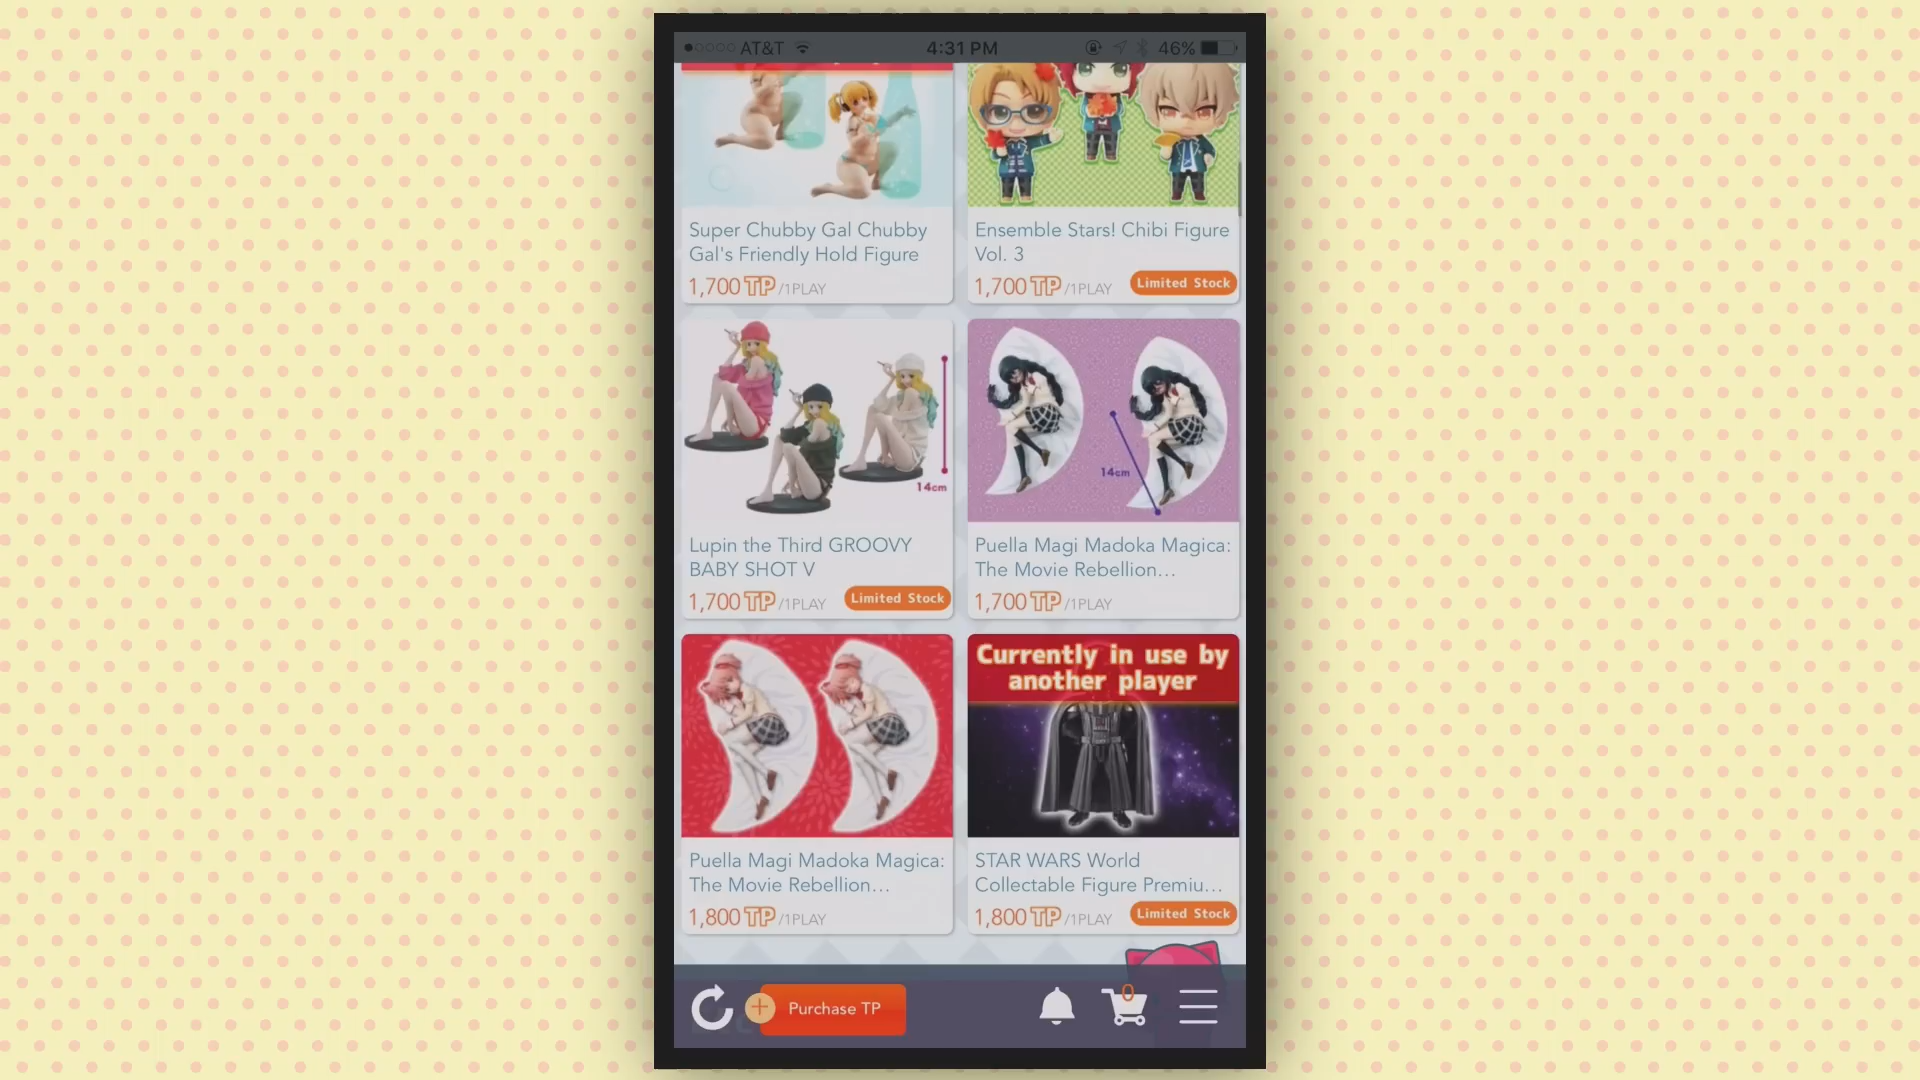 AT&T 4:31 PM 46%
Super Chubby Gal Chubby
Gal's Friendly Hold Figure
1,700 TP /1PLAY
Ensemble Stars! Chibi Figure
Vol. 3
1,700 TP /1PLAY Limited Stock
14cm
Lupin the Third GROOVY
BABY SHOT V
1,700 TP /1PLAY Limited Stock
14cm
Puella Magi Madoka Magica:
The Movie Rebellion...
1,700 TP /1PLAY
Puella Magi Madoka Magica:
The Movie Rebellion...
1,800 TP /1PLAY
Currently in use by
another player
STAR WARS World
Collectable Figure Premiu...
1,800 TP /1PLAY Limited Stock
+ Purchase TP
0